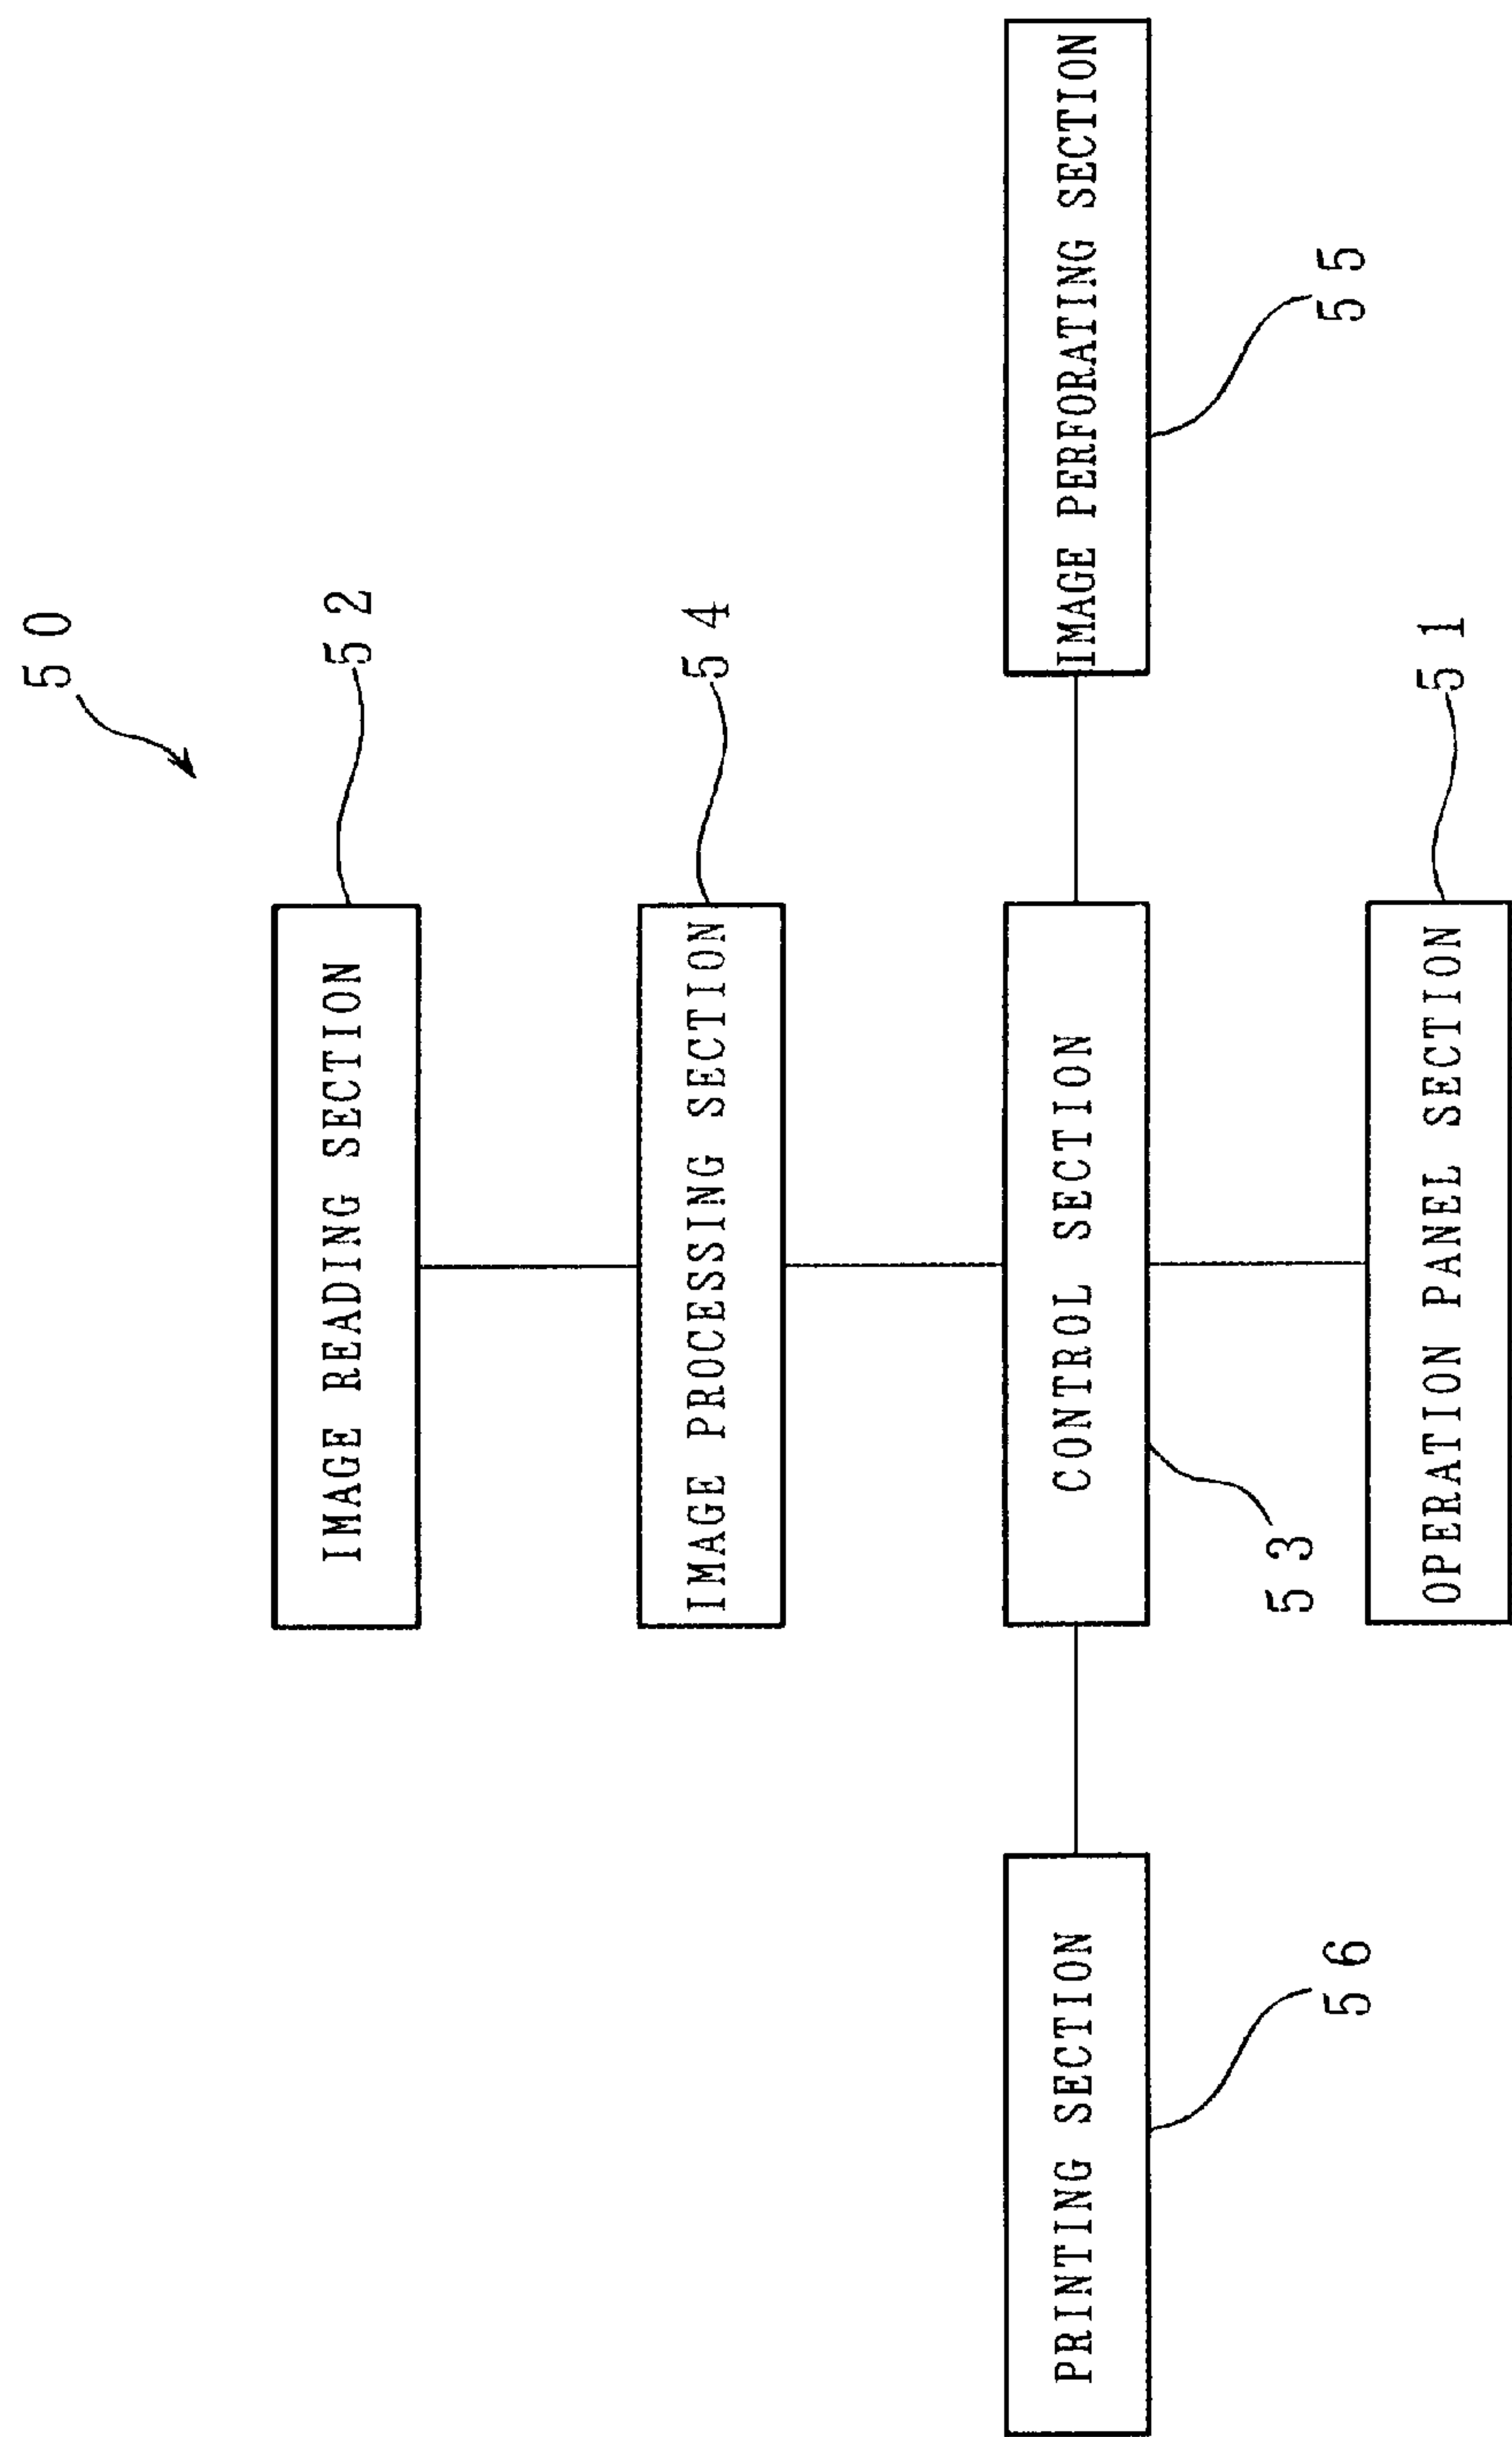 50
IMAGE READING SECTION
52
IMAGE PROCESSING SECTION
54
PRINTING SECTION
CONTROL SECTION
IMAGE PERFORATING SECTION
56
53
55
OPERATION PANEL SECTION
51